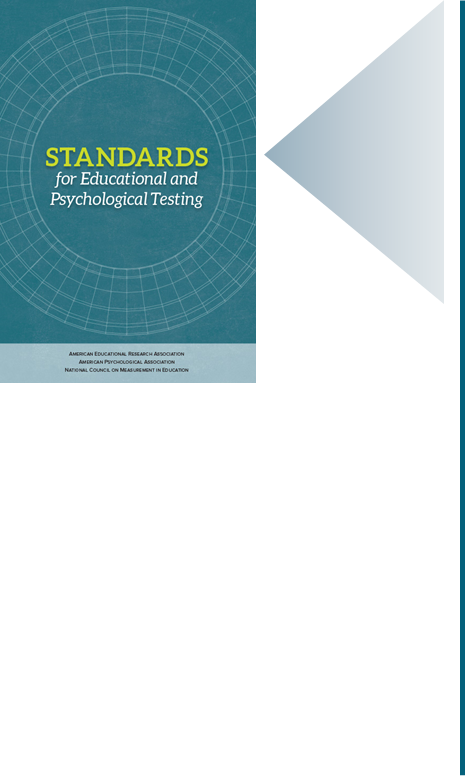 STANDARDS
for Educational and
Psychological Testing
American Educational Research Association
American Psychological Association
National Council on Measurement in Education